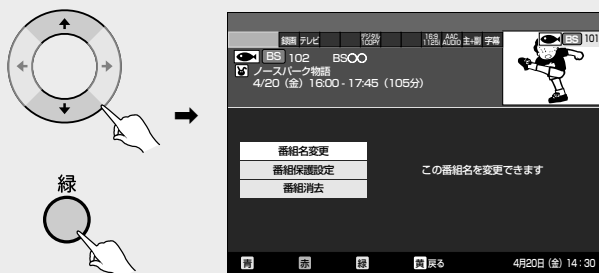 緑
録画 テレビ デジタル 1COPY 16:9 1125i AAC AUDIO 主+副 字幕
BS 101
BS 102 BS〇〇
ノースパーク物語
4/20（金）16:00 - 17:45（105分）
番組名変更
番組保護設定
番組消去
この番組名を変更できます
青 赤 緑 黄 戻る 4月20日（金）14：30